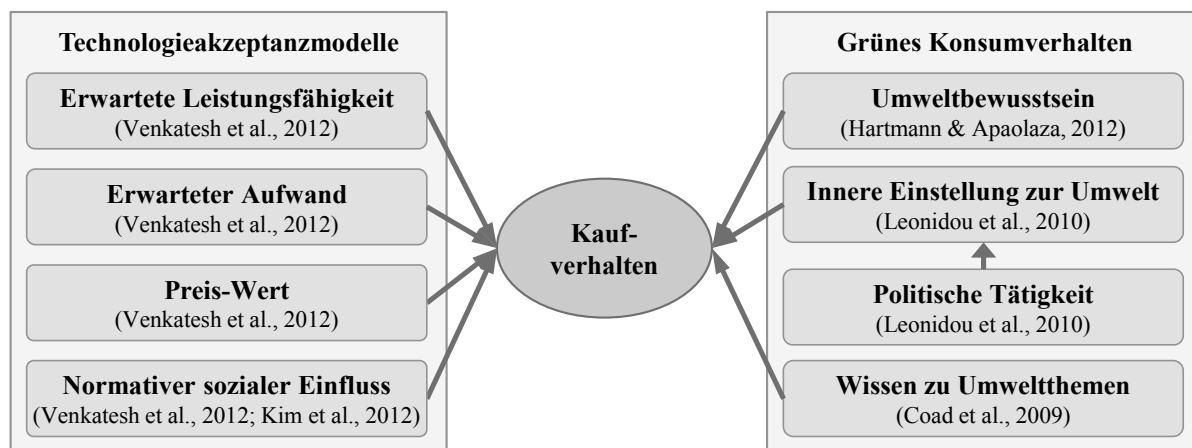 Technologieakzeptanzmodelle
Erwartete Leistungsfähigkeit
(Venkatesh et al., 2012)
Erwarteter Aufwand
(Venkatesh et al., 2012)
Preis-Wert
(Venkatesh et al., 2012)
Normativer sozialer Einfluss
(Venkatesh et al., 2012; Kim et al., 2012)
Kauf-
verhalten
Grünes Konsumverhalten
Umweltbewusstsein
(Hartmann & Apaolaza, 2012)
Innere Einstellung zur Umwelt
(Leonidou et al., 2010)
Politische Tätigkeit
(Leonidou et al., 2010)
Wissen zu Umweltthemen
(Coad et al., 2009)